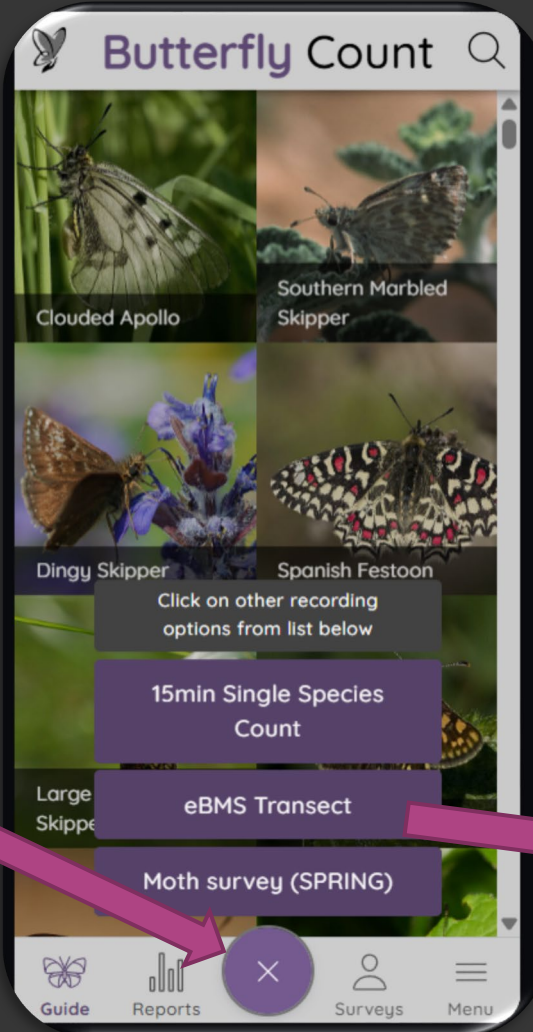 Butterfly Count
Clouded Apollo
Southern Marbled
Skipper
Dingy Skipper
Spanish Festoon
Click on other recording
options from list below
15min Single Species
Count
Large
eBMS Transect
Moth survey (SPRING)
Guide
Reports
Surveys
Menu